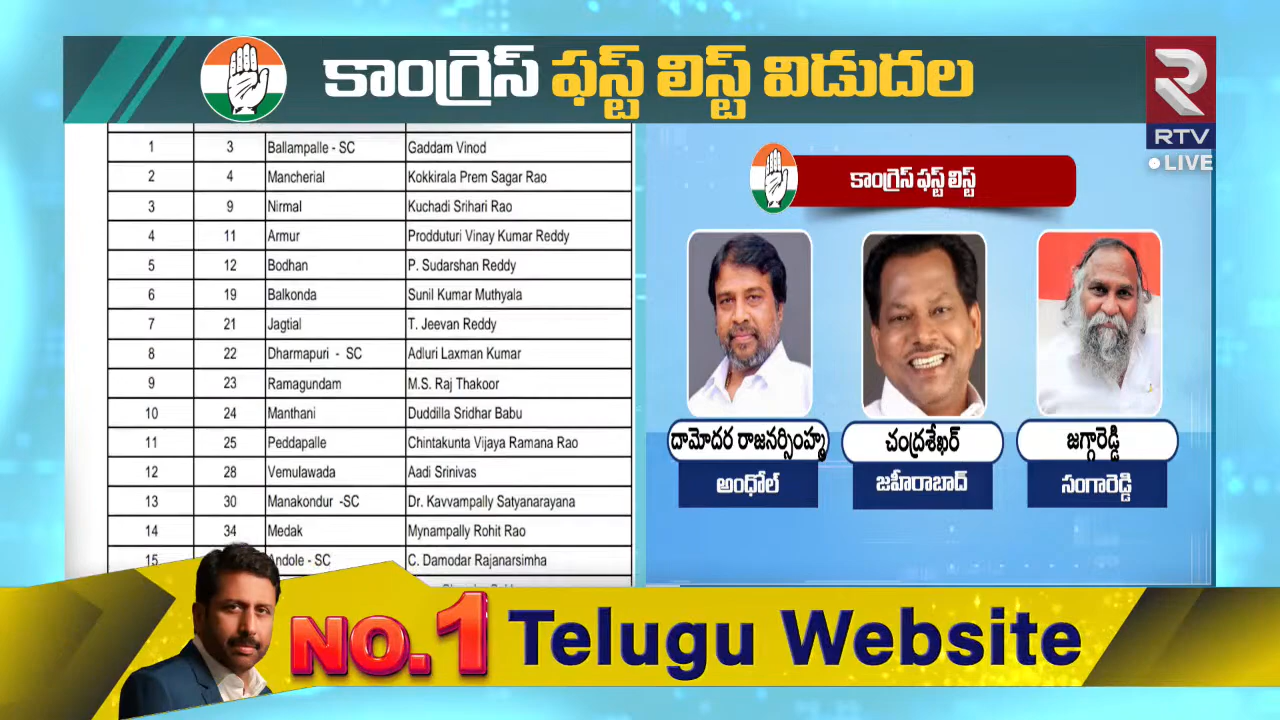 కాంగ్రెస్ ఫస్ట్ లిస్ట్ విడుదల
RTV
LIVE
1 3 Ballampalle - SC Gaddam Vinod
2 4 Mancherial Kokkirala Prem Sagar Rao
3 9 Nirmal Kuchadi Srihari Rao
4 11 Armur Prodduturi Vinay Kumar Reddy
5 12 Bodhan P. Sudarshan Reddy
6 19 Balkonda Sunil Kumar Muthyala
7 21 Jagtial T. Jeevan Reddy
8 22 Dharmapuri - SC Adluri Laxman Kumar
9 23 Ramagundam M.S. Raj Thakoor
10 24 Manthani Duddilla Sridhar Babu
11 25 Peddapalle Chintakunta Vijaya Ramana Rao
12 28 Vemulawada Aadi Srinivas
13 30 Manakondur -SC Dr. Kavvampally Satyanarayana
14 34 Medak Mynampally Rohit Rao
15 Andole - SC C. Damodar Rajanarsimha
కాంగ్రెస్ ఫస్ట్ లిస్ట్
దామోదర రాజనర్సింహ్మ
అంధోల్
చంద్రశేఖర్
జహీరాబాద్
జగ్గారెడ్డి
సంగారెడ్డి
NO.1 Telugu Website